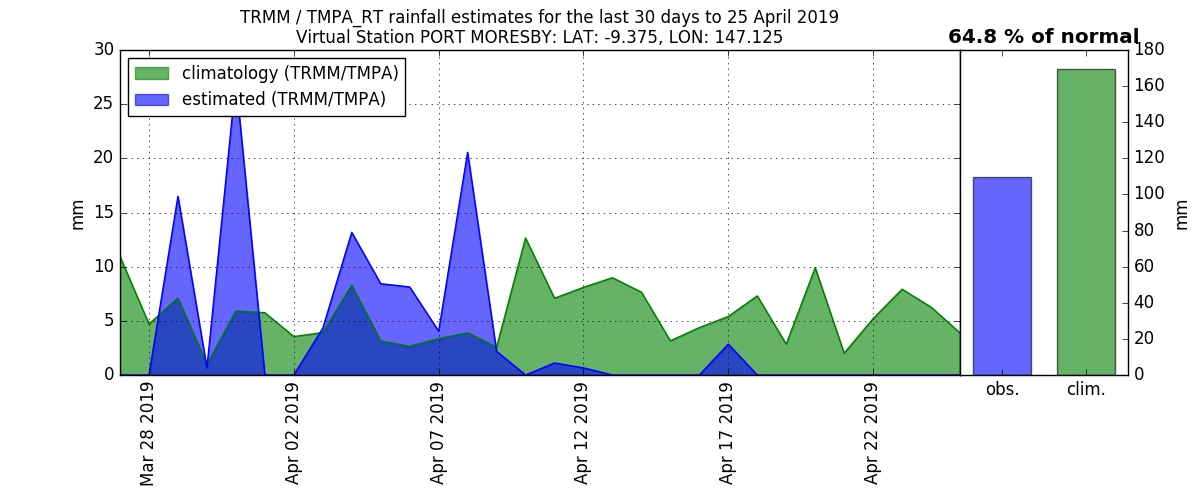 TRMM / TMPA_RT rainfall estimates for the last 30 days to 25 April 2019
Virtual Station PORT MORESBY: LAT: -9.375, LON: 147.125
64.8 % of normal
climatology (TRMM/TMPA)
estimated (TRMM/TMPA)
30
25
20
15
10
5
0
mm
Mar 28 2019
Apr 02 2019
Apr 07 2019
Apr 12 2019
Apr 17 2019
Apr 22 2019
obs.
clim.
180
160
140
120
100
80
60
40
20
0
mm